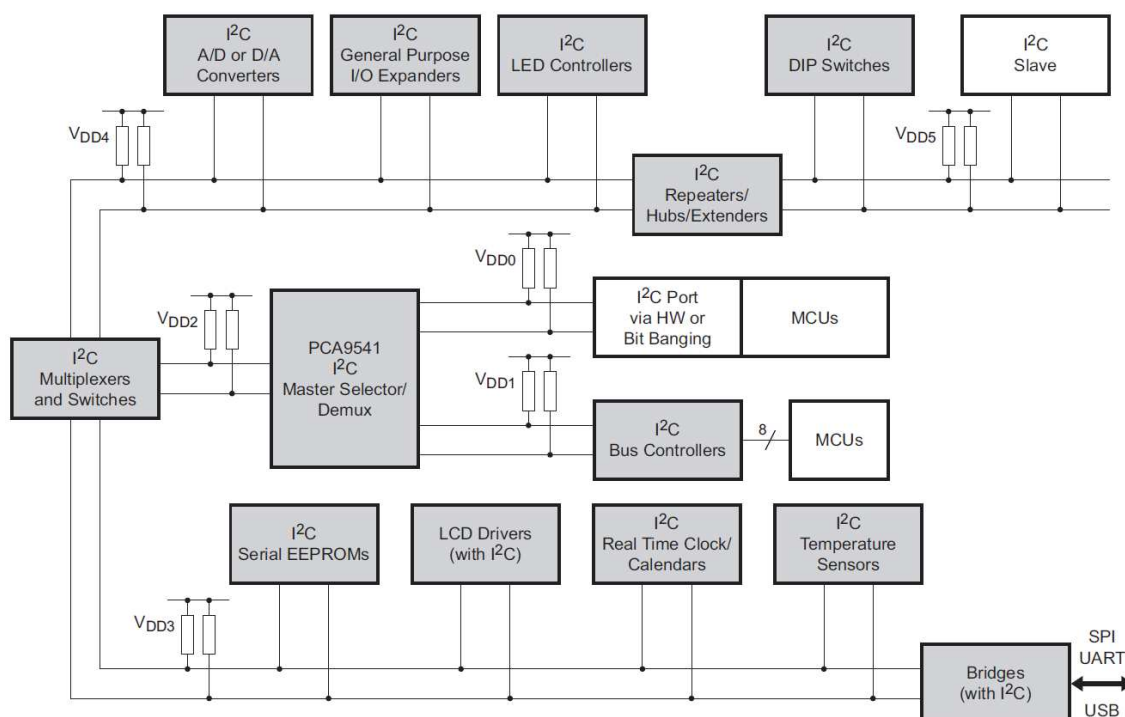 I²C
A/D or D/A
Converters
I²C
General Purpose
I/O Expanders
I²C
LED Controllers
I²C
DIP Switches
I²C
Slave
VDD4
VDD5
I²C
Repeaters/
Hubs/Extenders
VDD0
I²C Port
via HW or
Bit Banging
MCUs
VDD2
PCA9541
I²C
Master Selector/
Demux
I²C
Multiplexers
and Switches
VDD1
I²C
Bus Controllers
8
MCUs
I²C
Serial EEPROMs
LCD Drivers
(with I²C)
I²C
Real Time Clock/
Calendars
I²C
Temperature
Sensors
VDD3
Bridges
(with I²C)
SPI
UART
USB